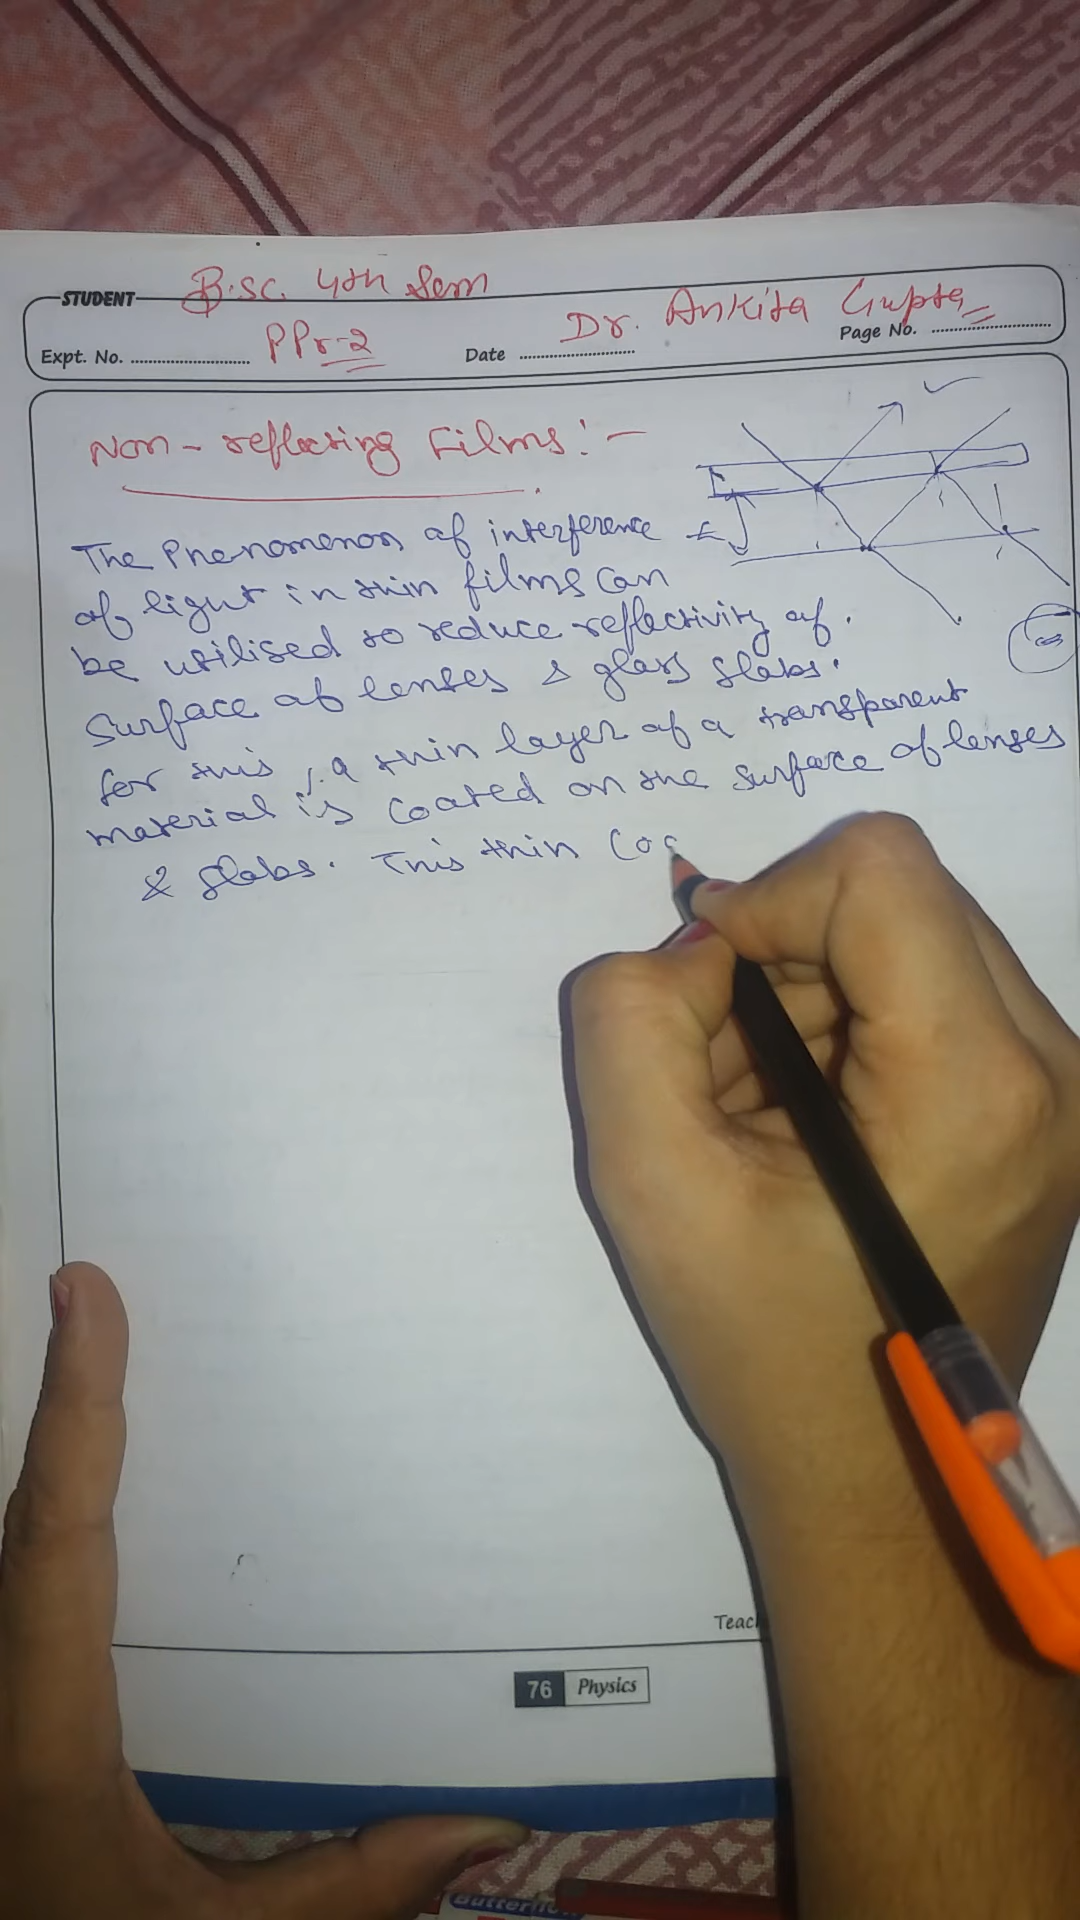 B.sc. 4th Sem
STUDENT
Dr. Ankita Gupta
Expt. No. PPr-2 Date Page No.
Non-reflecting Films:-
The Phenomenon of interference
t
of light in thin films can
be utilised to reduce reflectivity of.
Surface of lenses & glass slabs.
for this, a thin layer of a transparent
material is coated on the surface of lenses
& slabs. This thin Coa
Teac
76 Physics
Butterflow